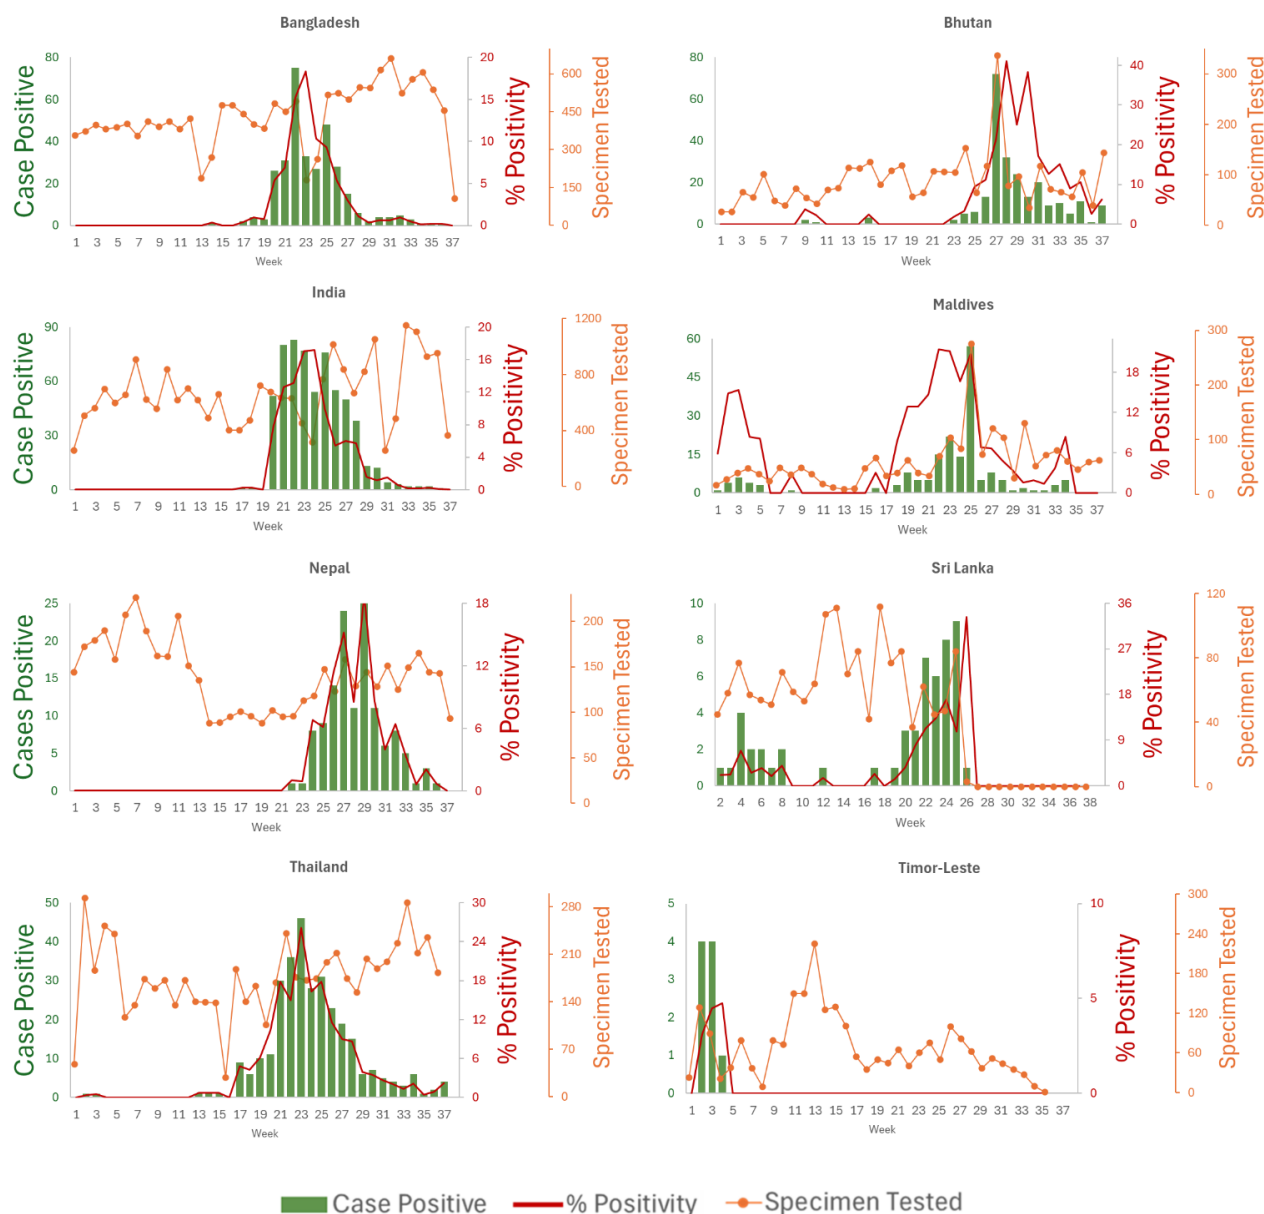 Bangladesh
Case Positive
80
60
40
20
0
20
15
10
5
0
% Positivity
600
450
300
150
0
Specimen Tested
1 3 5 7 9 11 13 15 17 19 21 23 25 27 29 31 33 35 37
Week
Bhutan
80
60
40
20
0
40
30
20
10
0
% Positivity
300
200
100
0
Specimen Tested
1 3 5 7 9 11 13 15 17 19 21 23 25 27 29 31 33 35 37
Week
India
Case Positive
90
60
30
0
20
16
12
8
4
0
% Positivity
1200
800
400
0
Specimen Tested
1 3 5 7 9 11 13 15 17 19 21 23 25 27 29 31 33 35 37
Week
Maldives
60
45
30
15
0
18
12
6
0
% Positivity
300
200
100
0
Specimen Tested
1 3 5 7 9 11 13 15 17 19 21 23 25 27 29 31 33 35 37
Week
Nepal
Cases Positive
25
20
15
10
5
0
18
12
6
0
% Positivity
200
150
100
50
0
Specimen Tested
1 3 5 7 9 11 13 15 17 19 21 23 25 27 29 31 33 35 37
Week
Sri Lanka
10
8
6
4
2
0
36
27
18
9
0
% Positivity
120
80
40
0
Specimen Tested
2 4 6 8 10 12 14 16 18 20 22 24 26 28 30 32 34 36 38
Week
Thailand
Case Positive
50
40
30
20
10
0
30
24
18
12
6
0
% Positivity
280
210
140
70
0
Specimen Tested
1 3 5 7 9 11 13 15 17 19 21 23 25 27 29 31 33 35 37
Week
Timor-Leste
5
4
3
2
1
0
10
5
0
% Positivity
300
240
180
120
60
0
Specimen Tested
1 3 5 7 9 11 13 15 17 19 21 23 25 27 29 31 33 35 37
Week
Case Positive % Positivity Specimen Tested